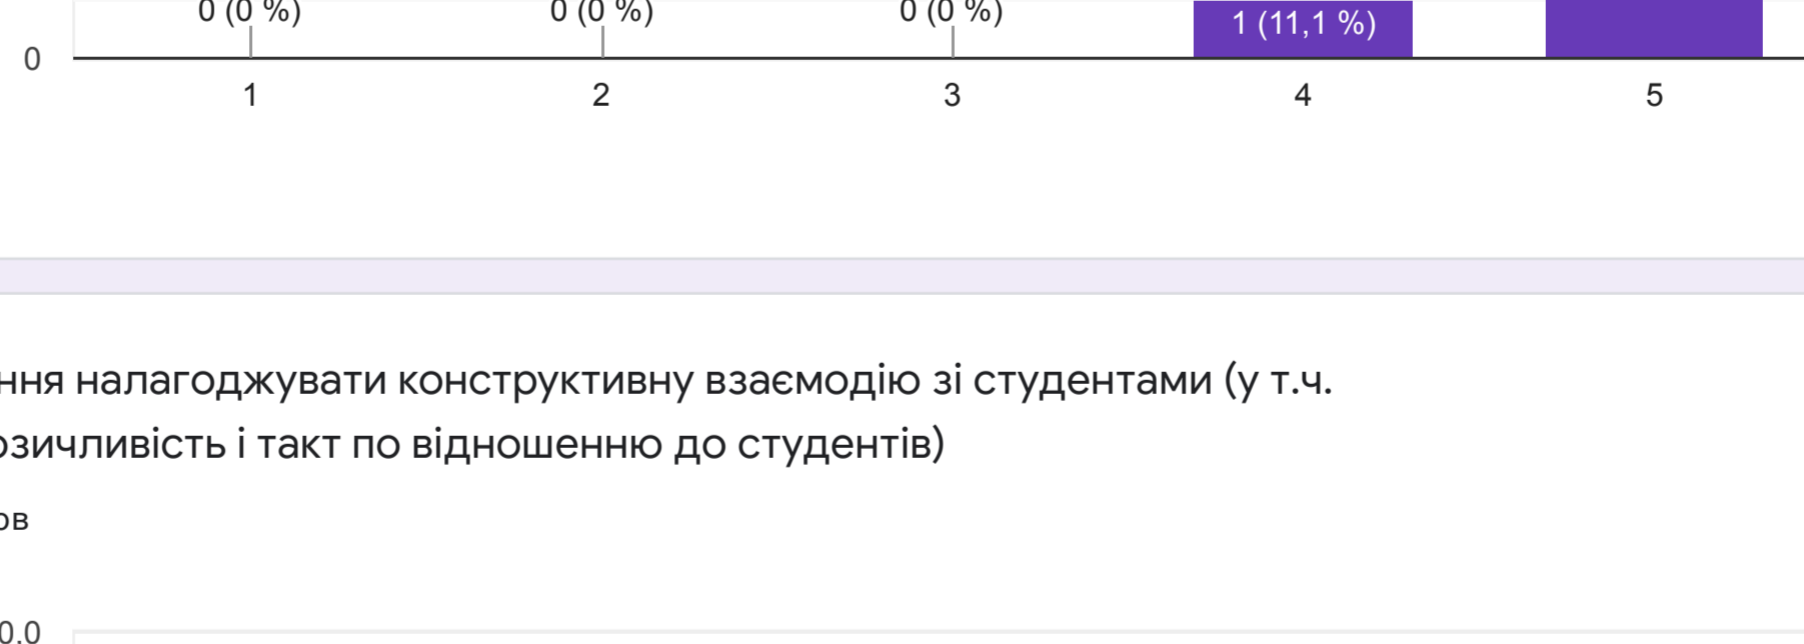 0 (0 %) 0 (0 %) 0 (0 %) 1 (11,1 %)
0
1 2 3 4 5
ння налагоджувати конструктивну взаємодію зі студентами (у т.ч.
озичливість і такт по відношенню до студентів)
ов
0.0